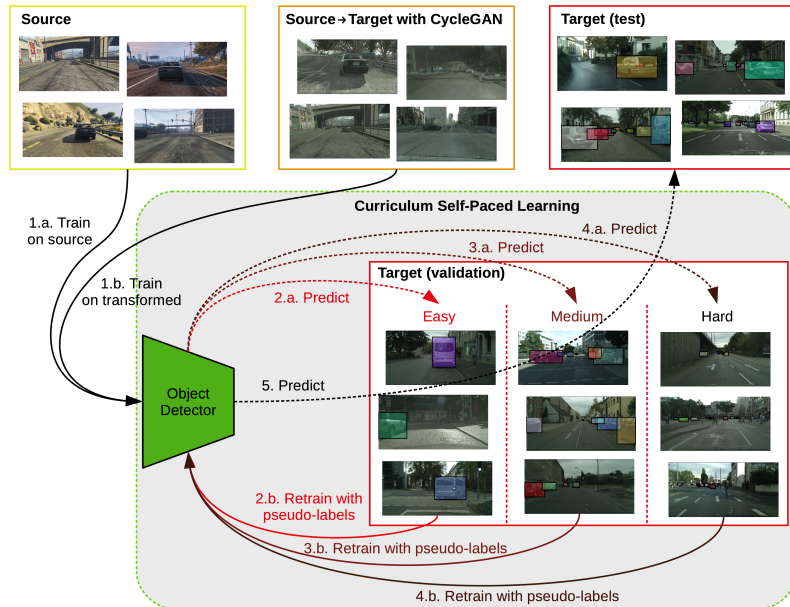 Source
Source→Target with CycleGAN
Target (test)
1.a. Train
on source
1.b. Train
on transformed
Curriculum Self-Paced Learning
4.a. Predict
3.a. Predict
2.a. Predict
Target (validation)
Easy
Medium
Hard
Object
Detector
5. Predict
2.b. Retrain with
pseudo-labels
3.b. Retrain with pseudo-labels
4.b. Retrain with pseudo-labels